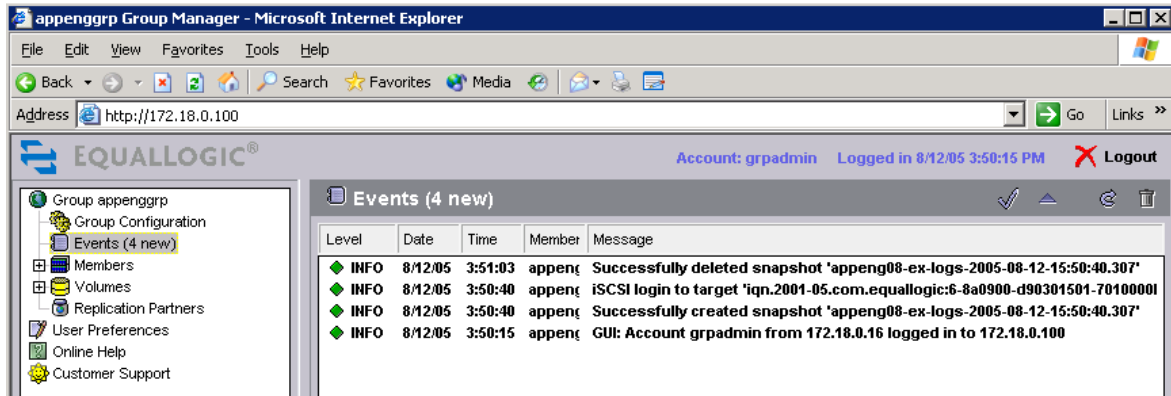 appenggrp Group Manager - Microsoft Internet Explorer
File Edit View Favorites Tools Help
Back Search Favorites Media
Address http://172.18.0.100 Go Links »
EQUALLOGIC® Account: grpadmin Logged in 8/12/05 3:50:15 PM Logout
Group appenggrp
Group Configuration
Events (4 new)
Members
Volumes
Replication Partners
User Preferences
Online Help
Customer Support
Events (4 new)
Level Date Time Member Message
INFO 8/12/05 3:51:03 appeng Successfully deleted snapshot 'appeng08-ex-logs-2005-08-12-15:50:40.307'
INFO 8/12/05 3:50:40 appeng iSCSI login to target 'iqn.2001-05.com.equallogic:6-8a0900-d90301501-7010000
INFO 8/12/05 3:50:40 appeng Successfully created snapshot 'appeng08-ex-logs-2005-08-12-15:50:40.307'
INFO 8/12/05 3:50:15 appeng GUI: Account grpadmin from 172.18.0.16 logged in to 172.18.0.100